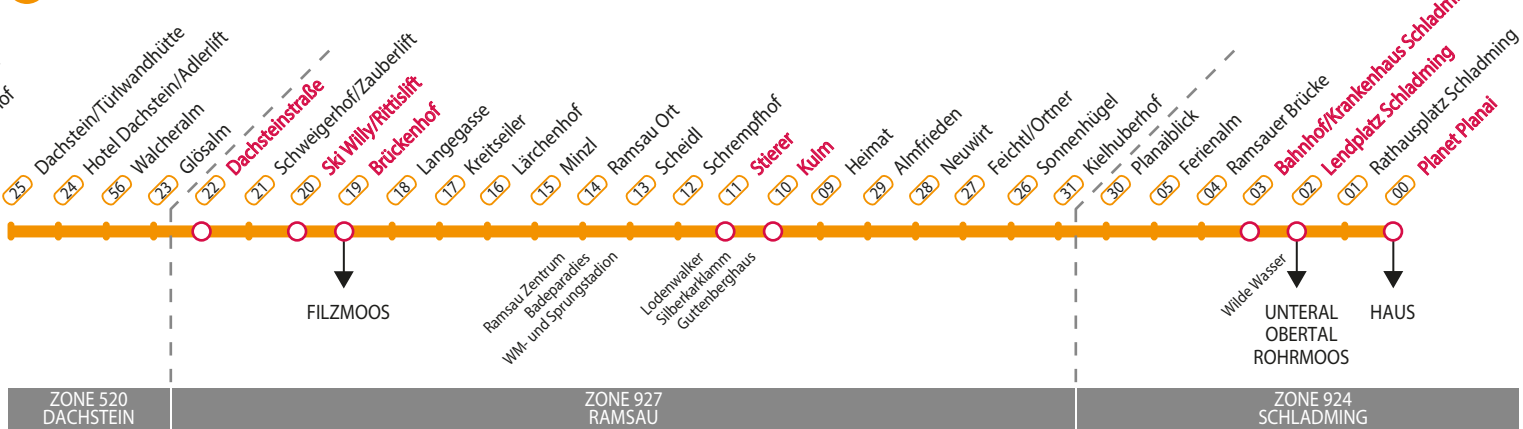 of
25 Dachstein/Türlwandhütte
24 Hotel Dachstein/Adlerlift
56 Walcheralm
23 Glösalm
22 Dachsteinstraße
21 Schweigerhof/Zauberlift
20 Ski Willy/Rittislift
19 Brückenhof
18 Langegasse
17 Kreitseiler
16 Lärchenhof
15 Minzl
14 Ramsau Ort
13 Scheidl
12 Schrempfhof
11 Stierer
10 Kulm
09 Heimat
29 Almfrieden
28 Neuwirt
27 Feichtl/Ortner
26 Sonnenhügel
31 Kielhuberhof
30 Planaiblick
05 Ferienalm
04 Ramsauer Brücke
03 Bahnhof/Krankenhaus Schladmi
02 Lendplatz Schladming
01 Rathausplatz Schladming
00 Planet Planai
FILZMOOS
Ramsau Zentrum
Badeparadies
WM- und Sprungstadion
Lodenwalker
Silberkarklamm
Guttenberghaus
Wilde Wasser
UNTERAL
OBERTAL
ROHRMOOS
HAUS
ZONE 520
DACHSTEIN
ZONE 927
RAMSAU
ZONE 924
SCHLADMING